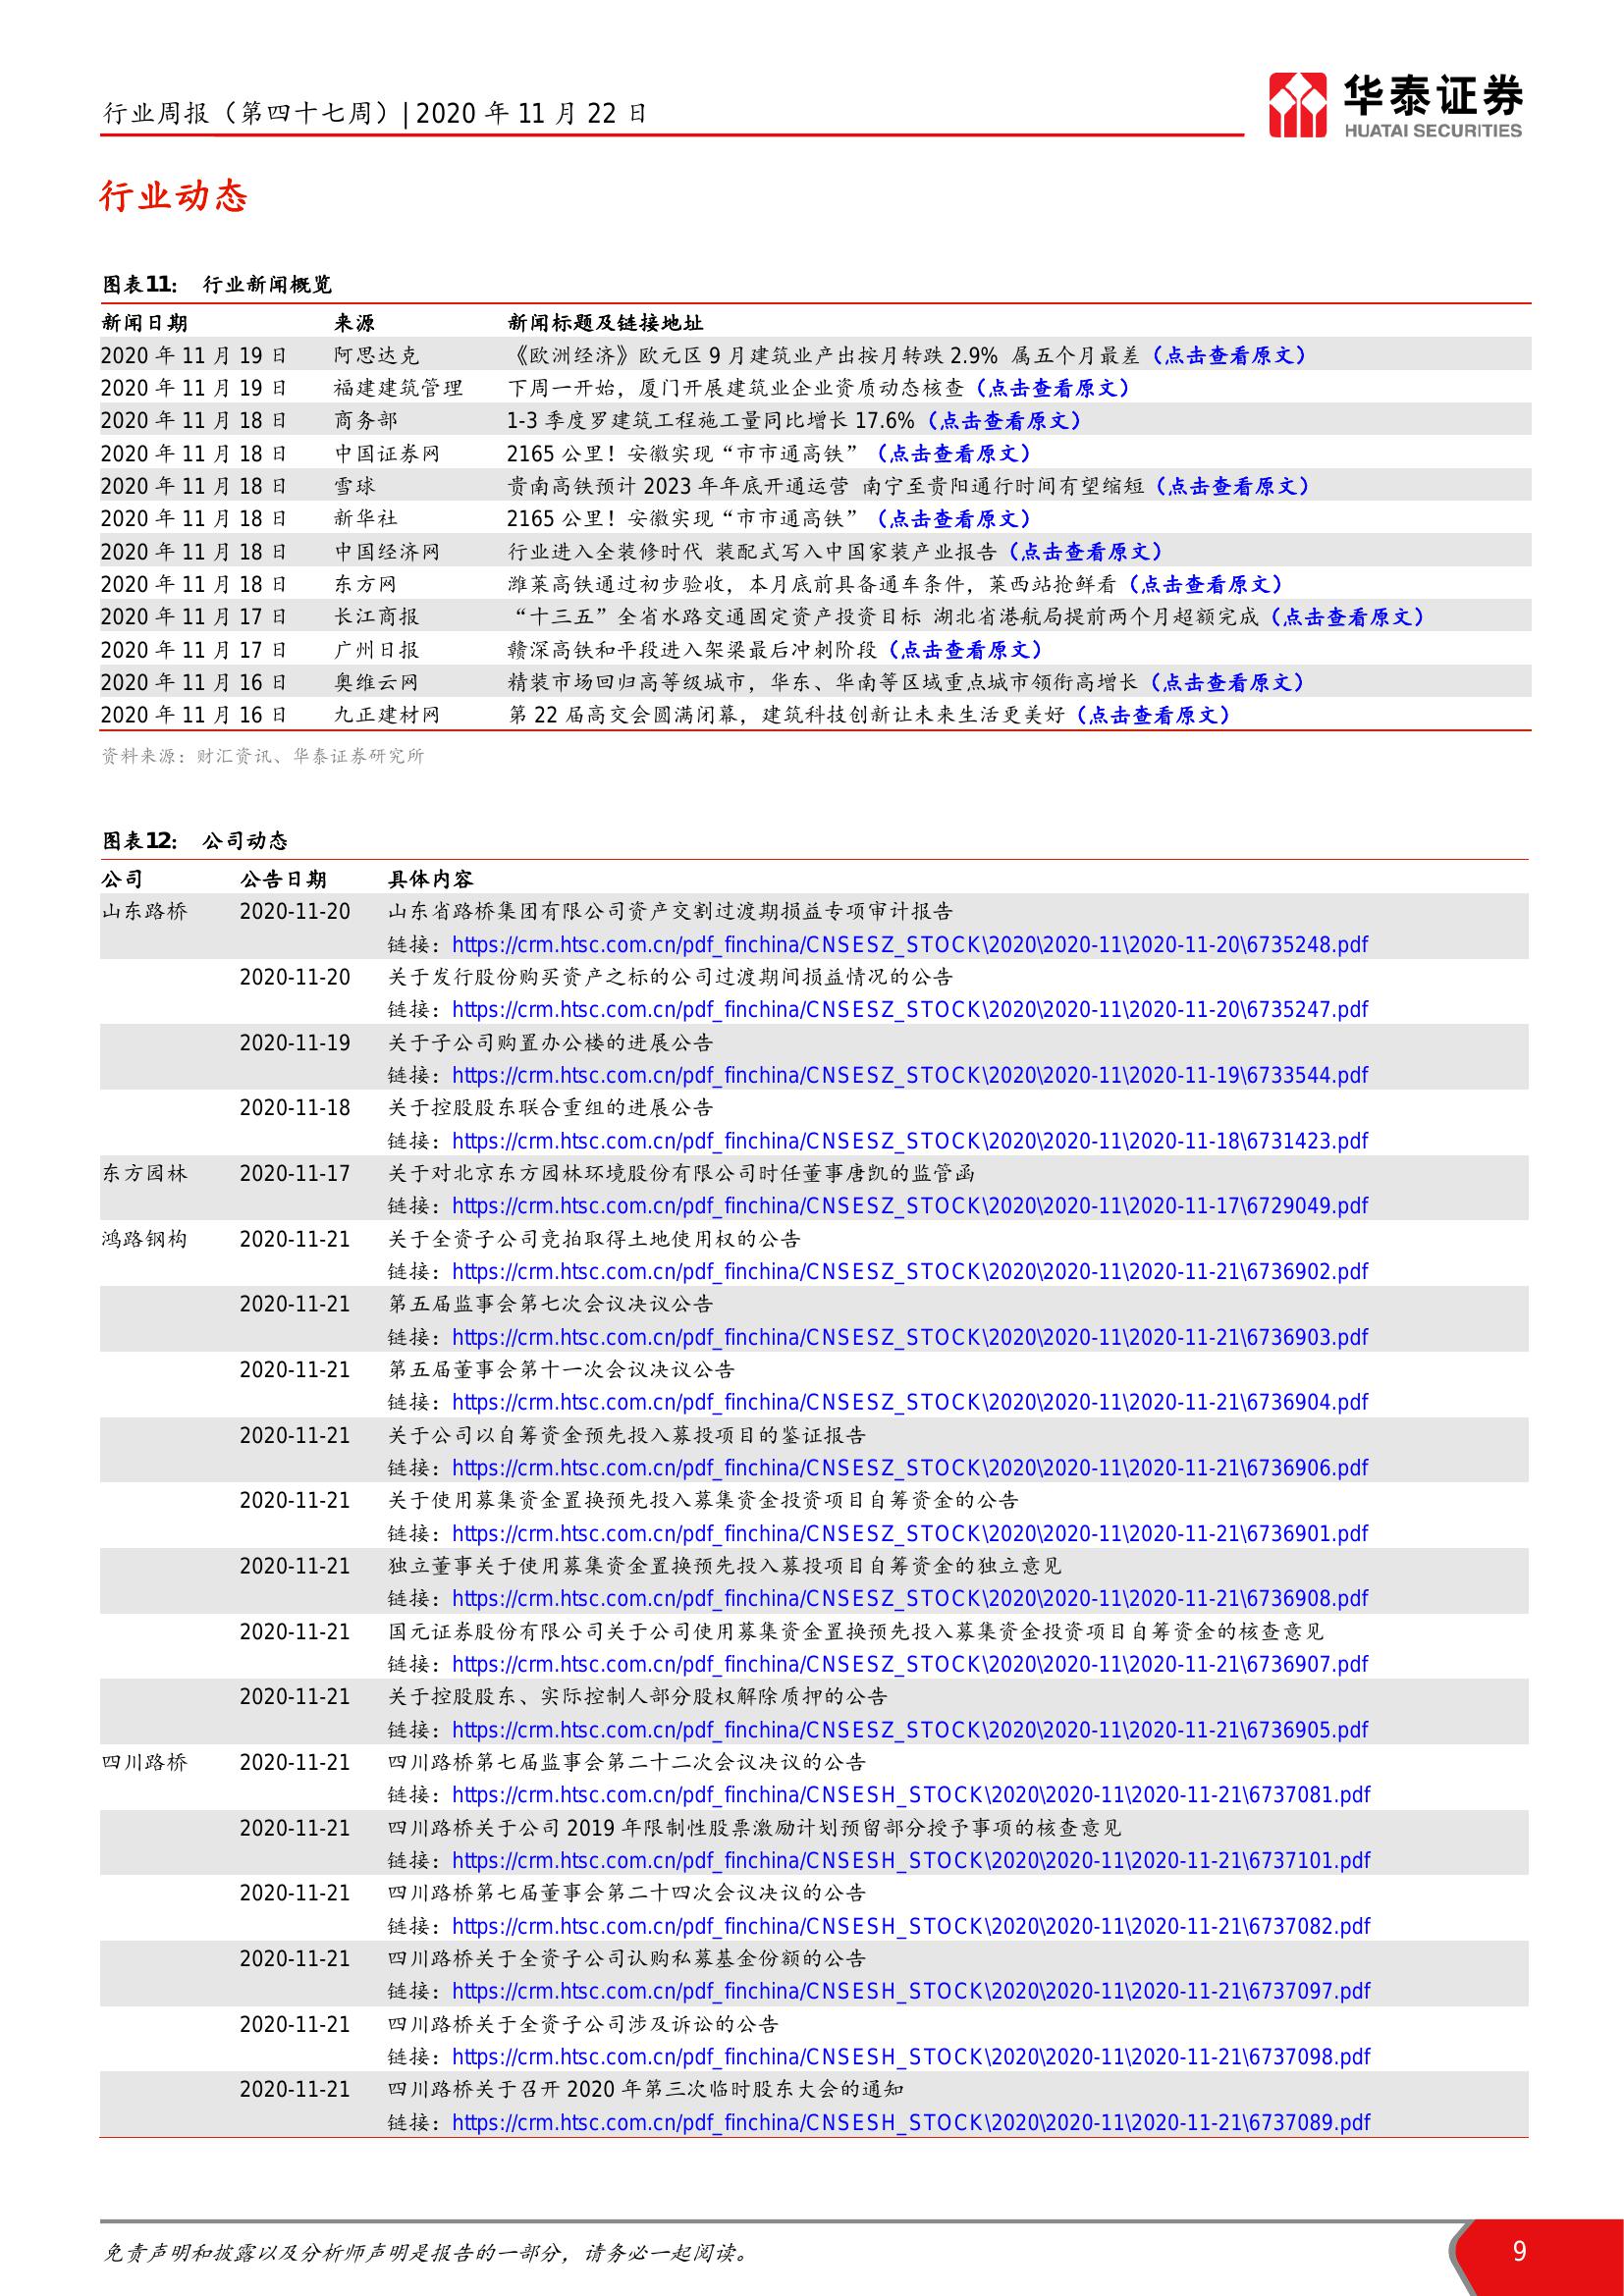 行业周报（第四十七周）| 2020 年 11 月 22 日
华泰证券
HUATAI SECURITIES
行业动态
图表11： 行业新闻概览
新闻日期 来源 新闻标题及链接地址
2020 年 11 月 19 日 阿思达克 《欧洲经济》欧元区 9 月建筑业产出按月转跌 2.9% 属五个月最差（点击查看原文）
2020 年 11 月 19 日 福建建筑管理 下周一开始，厦门开展建筑业企业资质动态核查（点击查看原文）
2020 年 11 月 18 日 商务部 1-3 季度罗建筑工程施工量同比增长 17.6%（点击查看原文）
2020 年 11 月 18 日 中国证券网 2165 公里！安徽实现“市市通高铁”（点击查看原文）
2020 年 11 月 18 日 雪球 贵南高铁预计 2023 年年底开通运营 南宁至贵阳通行时间有望缩短（点击查看原文）
2020 年 11 月 18 日 新华社 2165 公里！安徽实现“市市通高铁”（点击查看原文）
2020 年 11 月 18 日 中国经济网 行业进入全装修时代 装配式写入中国家装产业报告（点击查看原文）
2020 年 11 月 18 日 东方网 潍莱高铁通过初步验收，本月底前具备通车条件，莱西站抢鲜看（点击查看原文）
2020 年 11 月 17 日 长江商报 “十三五”全省水路交通固定资产投资目标 湖北省港航局提前两个月超额完成（点击查看原文）
2020 年 11 月 17 日 广州日报 赣深高铁和平段进入架梁最后冲刺阶段（点击查看原文）
2020 年 11 月 16 日 奥维云网 精装市场回归高等级城市，华东、华南等区域重点城市领衔高增长（点击查看原文）
2020 年 11 月 16 日 九正建材网 第 22 届高交会圆满闭幕，建筑科技创新让未来生活更美好（点击查看原文）
资料来源：财汇资讯、华泰证券研究所
图表12： 公司动态
公司 公告日期 具体内容
山东路桥 2020-11-20 山东省路桥集团有限公司资产交割过渡期损益专项审计报告
链接：https://crm.htsc.com.cn/pdf_finchina/CNSESZ_STOCK\2020\2020-11\2020-11-20\6735248.pdf
2020-11-20 关于发行股份购买资产之标的公司过渡期间损益情况的公告
链接：https://crm.htsc.com.cn/pdf_finchina/CNSESZ_STOCK\2020\2020-11\2020-11-20\6735247.pdf
2020-11-19 关于子公司购置办公楼的进展公告
链接：https://crm.htsc.com.cn/pdf_finchina/CNSESZ_STOCK\2020\2020-11\2020-11-19\6733544.pdf
2020-11-18 关于控股股东联合重组的进展公告
链接：https://crm.htsc.com.cn/pdf_finchina/CNSESZ_STOCK\2020\2020-11\2020-11-18\6731423.pdf
东方园林 2020-11-17 关于对北京东方园林环境股份有限公司时任董事唐凯的监管函
链接：https://crm.htsc.com.cn/pdf_finchina/CNSESZ_STOCK\2020\2020-11\2020-11-17\6729049.pdf
鸿路钢构 2020-11-21 关于全资子公司竞拍取得土地使用权的公告
链接：https://crm.htsc.com.cn/pdf_finchina/CNSESZ_STOCK\2020\2020-11\2020-11-21\6736902.pdf
2020-11-21 第五届监事会第七次会议决议公告
链接：https://crm.htsc.com.cn/pdf_finchina/CNSESZ_STOCK\2020\2020-11\2020-11-21\6736903.pdf
2020-11-21 第五届董事会第十一次会议决议公告
链接：https://crm.htsc.com.cn/pdf_finchina/CNSESZ_STOCK\2020\2020-11\2020-11-21\6736904.pdf
2020-11-21 关于公司以自筹资金预先投入募投项目的鉴证报告
链接：https://crm.htsc.com.cn/pdf_finchina/CNSESZ_STOCK\2020\2020-11\2020-11-21\6736906.pdf
2020-11-21 关于使用募集资金置换预先投入募集资金投资项目自筹资金的公告
链接：https://crm.htsc.com.cn/pdf_finchina/CNSESZ_STOCK\2020\2020-11\2020-11-21\6736901.pdf
2020-11-21 独立董事关于使用募集资金置换预先投入募投项目自筹资金的独立意见
链接：https://crm.htsc.com.cn/pdf_finchina/CNSESZ_STOCK\2020\2020-11\2020-11-21\6736908.pdf
2020-11-21 国元证券股份有限公司关于公司使用募集资金置换预先投入募集资金投资项目自筹资金的核查意见
链接：https://crm.htsc.com.cn/pdf_finchina/CNSESZ_STOCK\2020\2020-11\2020-11-21\6736907.pdf
2020-11-21 关于控股股东、实际控制人部分股权解除质押的公告
链接：https://crm.htsc.com.cn/pdf_finchina/CNSESZ_STOCK\2020\2020-11\2020-11-21\6736905.pdf
四川路桥 2020-11-21 四川路桥第七届监事会第二十二次会议决议的公告
链接：https://crm.htsc.com.cn/pdf_finchina/CNSESH_STOCK\2020\2020-11\2020-11-21\6737081.pdf
2020-11-21 四川路桥关于公司 2019 年限制性股票激励计划预留部分授予事项的核查意见
链接：https://crm.htsc.com.cn/pdf_finchina/CNSESH_STOCK\2020\2020-11\2020-11-21\6737101.pdf
2020-11-21 四川路桥第七届董事会第二十四次会议决议的公告
链接：https://crm.htsc.com.cn/pdf_finchina/CNSESH_STOCK\2020\2020-11\2020-11-21\6737082.pdf
2020-11-21 四川路桥关于全资子公司认购私募基金份额的公告
链接：https://crm.htsc.com.cn/pdf_finchina/CNSESH_STOCK\2020\2020-11\2020-11-21\6737097.pdf
2020-11-21 四川路桥关于全资子公司涉及诉讼的公告
链接：https://crm.htsc.com.cn/pdf_finchina/CNSESH_STOCK\2020\2020-11\2020-11-21\6737098.pdf
2020-11-21 四川路桥关于召开 2020 年第三次临时股东大会的通知
链接：https://crm.htsc.com.cn/pdf_finchina/CNSESH_STOCK\2020\2020-11\2020-11-21\6737089.pdf
免责声明和披露以及分析师声明是报告的一部分，请务必一起阅读。 9